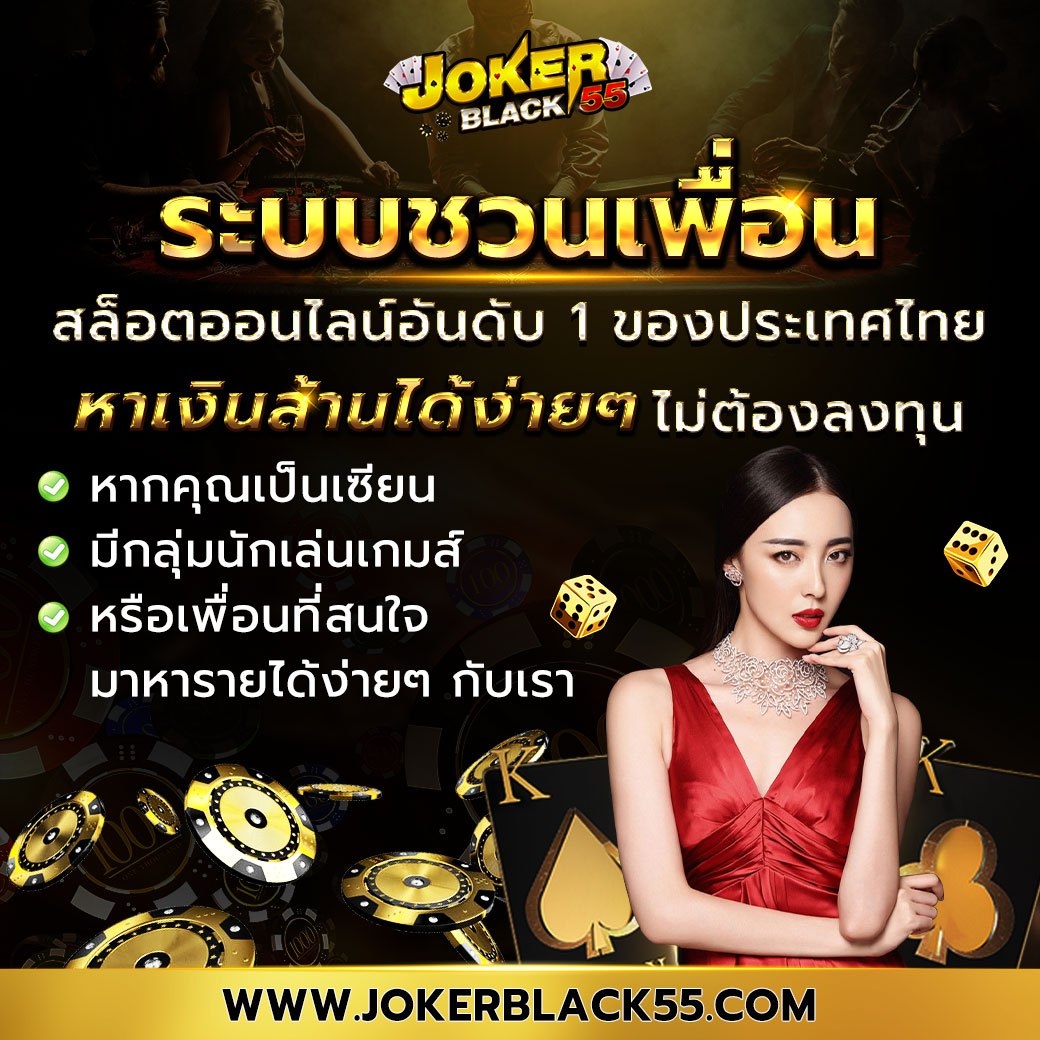 JOKER
BLACK 55
ระบบชวนเพื่อน
สล็อตออนไลน์อันดับ 1 ของประเทศไทย
หาเงินล้านได้ง่ายๆ ไม่ต้องลงทุน
หากคุณเป็นเซียน
มีกลุ่มนักเล่นเกมส์
หรือเพื่อนที่สนใจ
มาหารายได้ง่ายๆ กับเรา
K
K
WWW.JOKERBLACK55.COM